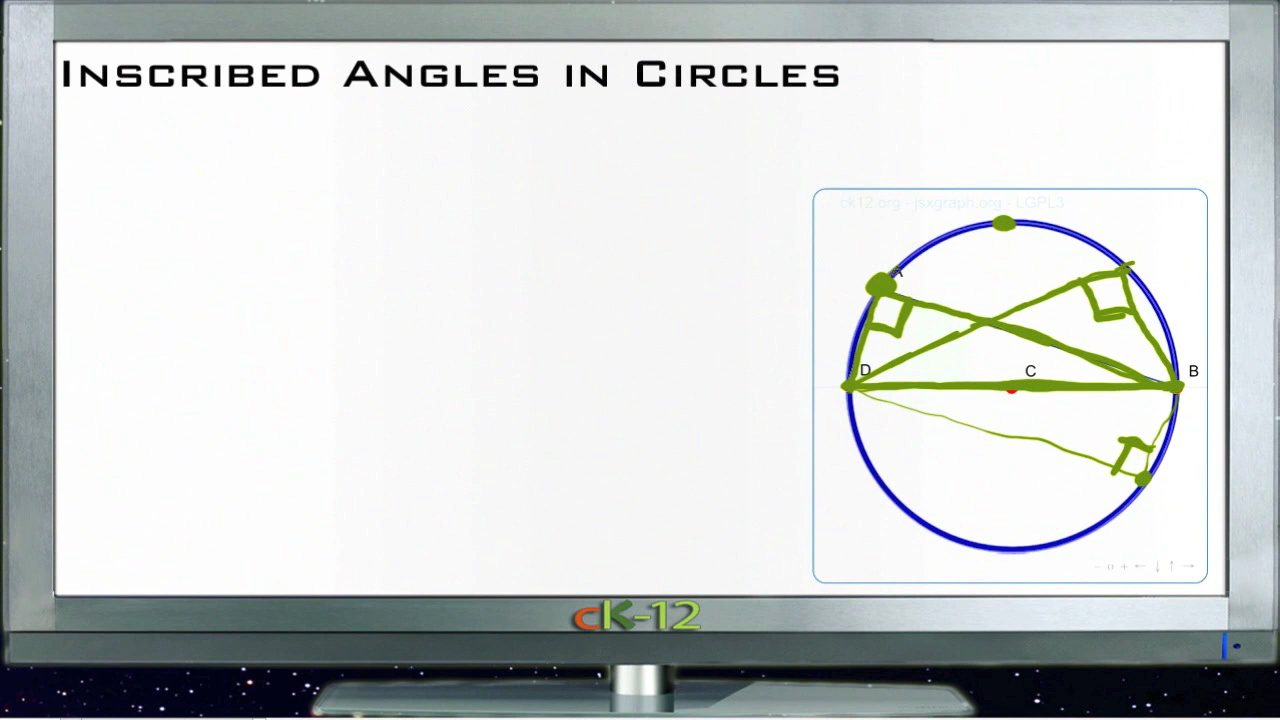 INSCRIBED ANGLES IN CIRCLES
ck12.org - jsxgraph.org - LGPL3
A
D
C
B
- o + ← ↓ ↑ →
cK-12